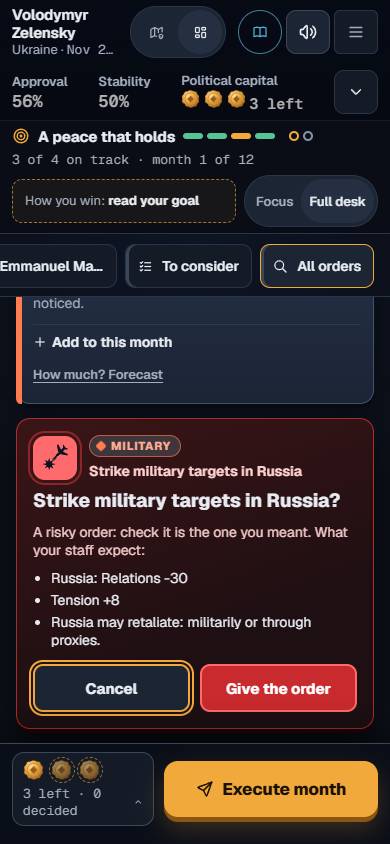 Volodymyr
Zelensky
Ukraine · Nov 2…
Approval
56%
Stability
50%
Political capital
3 left
A peace that holds
3 of 4 on track · month 1 of 12
How you win: read your goal
Focus
Full desk
Emmanuel Ma…
To consider
All orders
noticed.
+ Add to this month
How much? Forecast
MILITARY
Strike military targets in Russia
Strike military targets in Russia?
A risky order: check it is the one you meant. What
your staff expect:
• Russia: Relations -30
• Tension +8
• Russia may retaliate: militarily or through
proxies.
Cancel
Give the order
3 left · 0
decided
Execute month